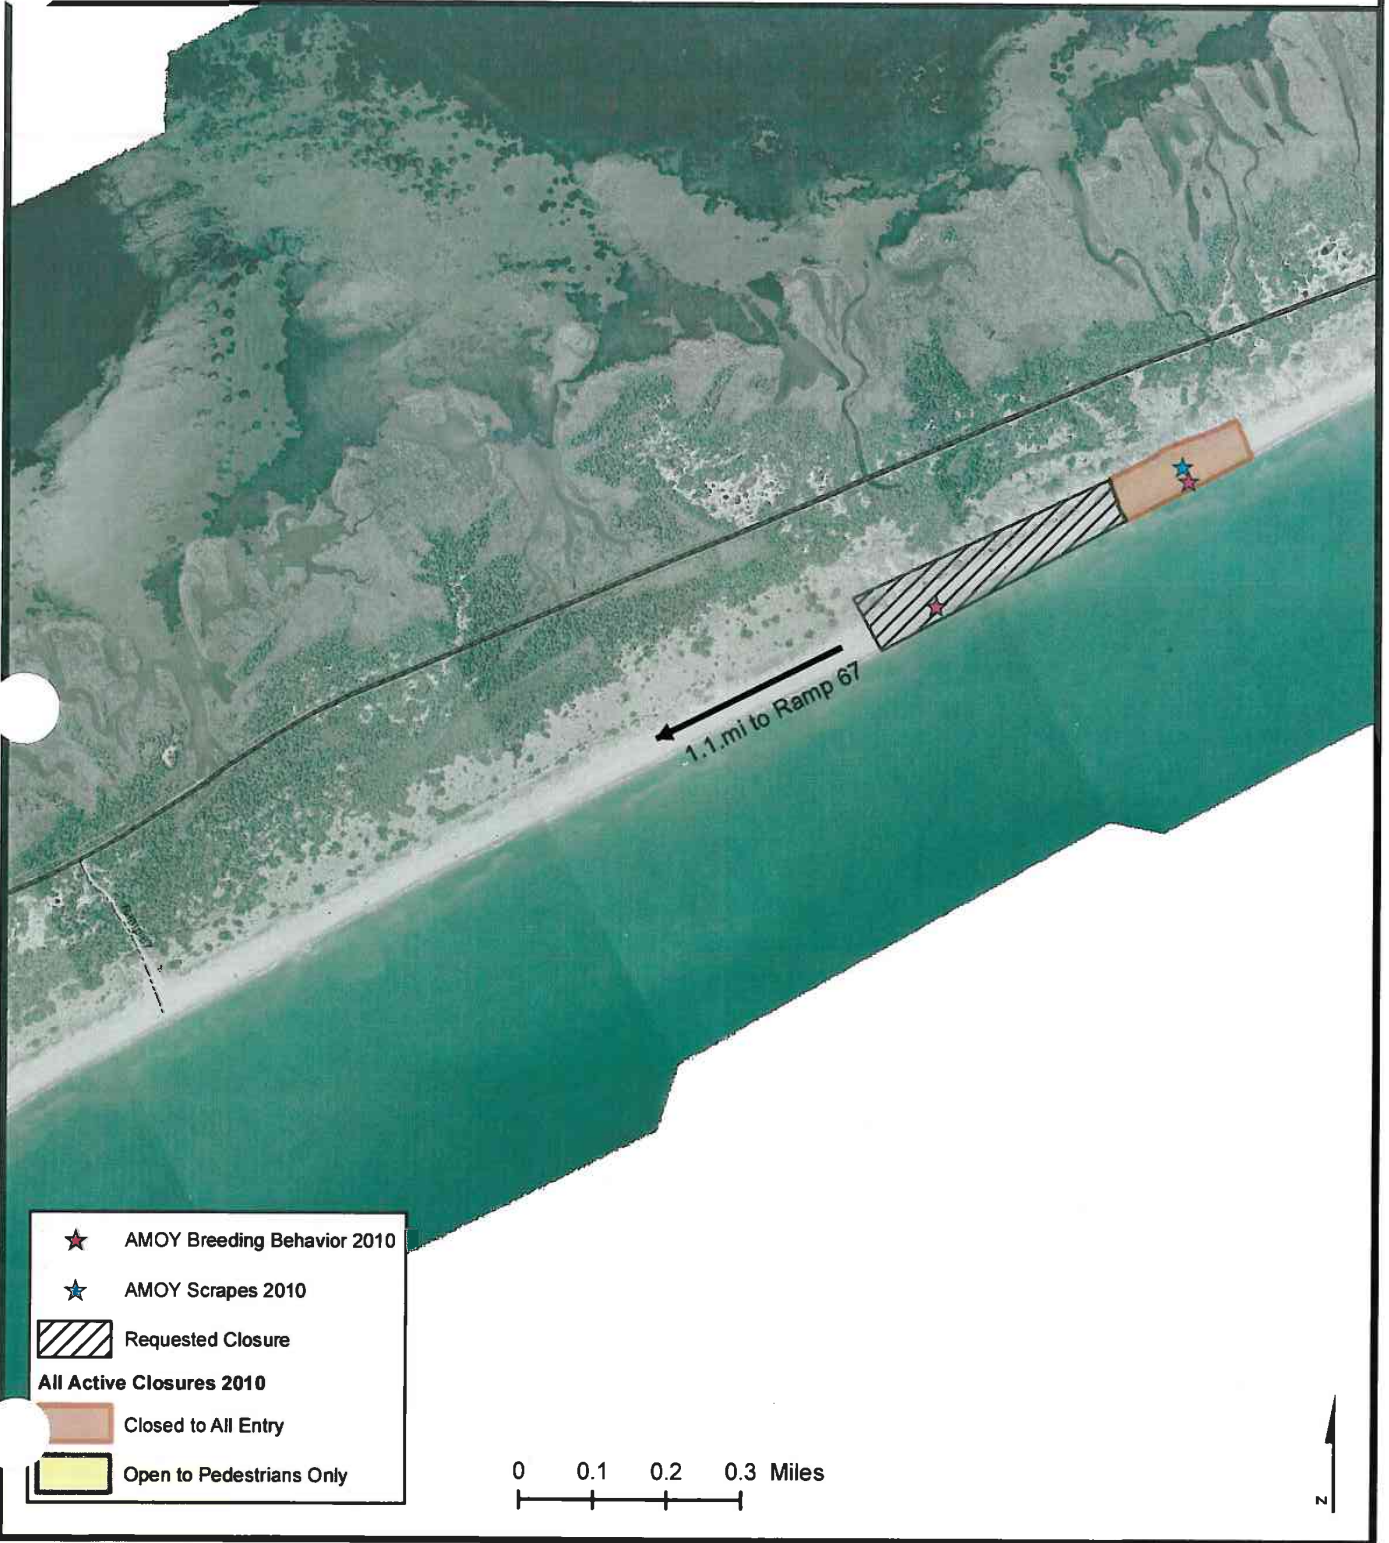 1.1.mi to Ramp 67
AMOY Breeding Behavior 2010
AMOY Scrapes 2010
Requested Closure
All Active Closures 2010
Closed to All Entry
Open to Pedestrians Only
0 0.1 0.2 0.3 Miles
N